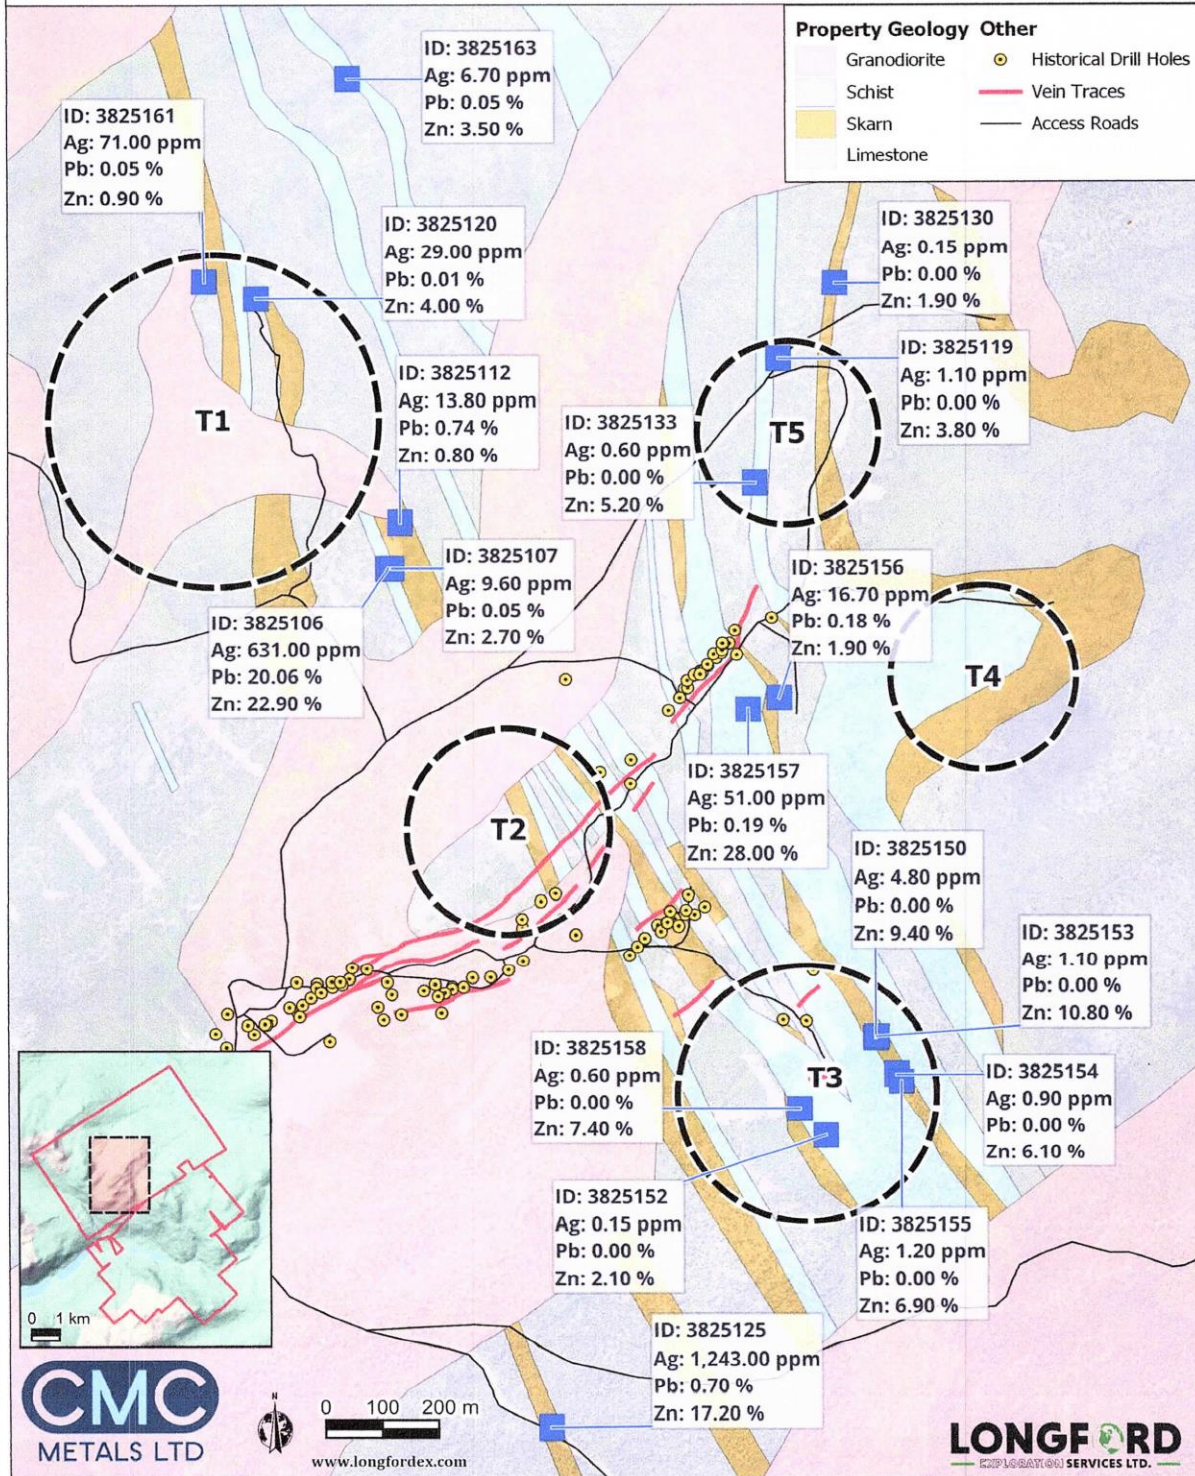 Property Geology
Granodiorite
Schist
Skarn
Limestone
Other
Historical Drill Holes
Vein Traces
Access Roads
ID: 3825163
Ag: 6.70 ppm
Pb: 0.05 %
Zn: 3.50 %
ID: 3825161
Ag: 71.00 ppm
Pb: 0.05 %
Zn: 0.90 %
ID: 3825120
Ag: 29.00 ppm
Pb: 0.01 %
Zn: 4.00 %
ID: 3825130
Ag: 0.15 ppm
Pb: 0.00 %
Zn: 1.90 %
ID: 3825119
Ag: 1.10 ppm
Pb: 0.00 %
Zn: 3.80 %
ID: 3825112
Ag: 13.80 ppm
Pb: 0.74 %
Zn: 0.80 %
T1
T5
ID: 3825133
Ag: 0.60 ppm
Pb: 0.00 %
Zn: 5.20 %
ID: 3825107
Ag: 9.60 ppm
Pb: 0.05 %
Zn: 2.70 %
ID: 3825156
Ag: 16.70 ppm
Pb: 0.18 %
Zn: 1.90 %
ID: 3825106
Ag: 631.00 ppm
Pb: 20.06 %
Zn: 22.90 %
T4
ID: 3825157
Ag: 51.00 ppm
Pb: 0.19 %
Zn: 28.00 %
T2
ID: 3825150
Ag: 4.80 ppm
Pb: 0.00 %
Zn: 9.40 %
ID: 3825153
Ag: 1.10 ppm
Pb: 0.00 %
Zn: 10.80 %
ID: 3825158
Ag: 0.60 ppm
Pb: 0.00 %
Zn: 7.40 %
T3
ID: 3825154
Ag: 0.90 ppm
Pb: 0.00 %
Zn: 6.10 %
ID: 3825152
Ag: 0.15 ppm
Pb: 0.00 %
Zn: 2.10 %
ID: 3825155
Ag: 1.20 ppm
Pb: 0.00 %
Zn: 6.90 %
ID: 3825125
Ag: 1,243.00 ppm
Pb: 0.70 %
Zn: 17.20 %
0 1 km
CMC
METALS LTD
N
0 100 200 m
www.longfordex.com
LONGFORD
EXPLORATION SERVICES LTD.